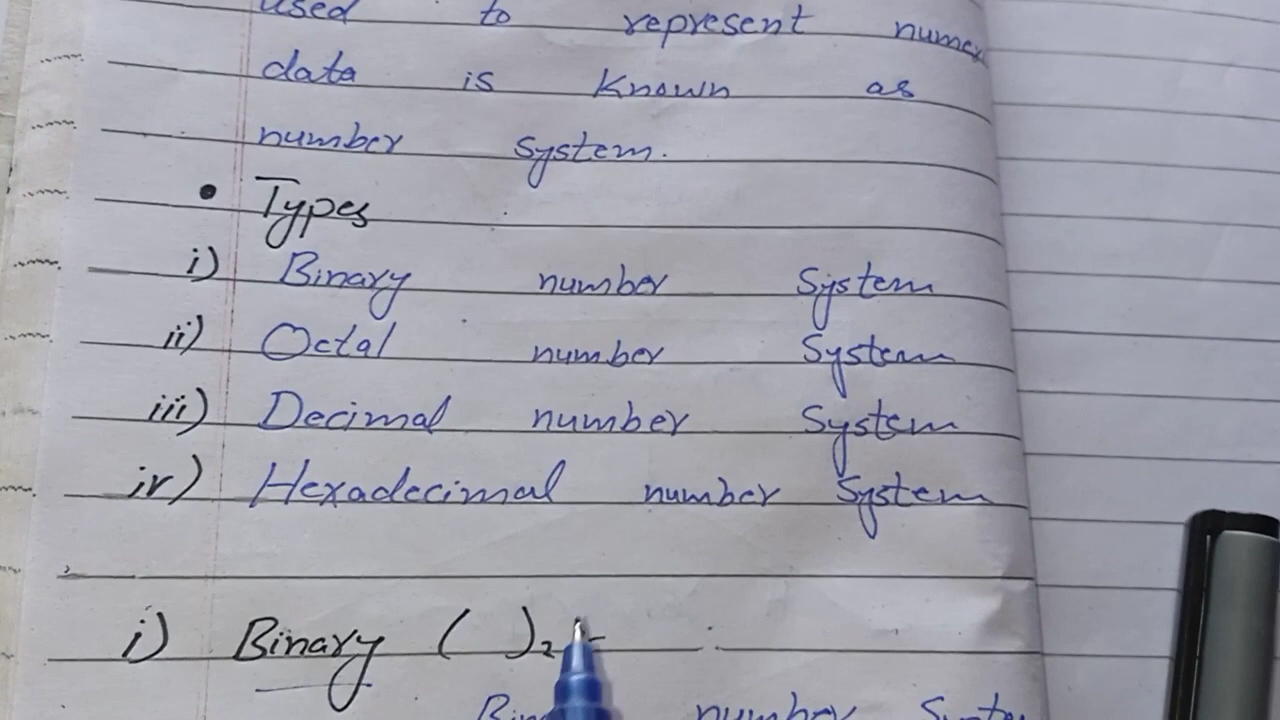 used to represent
data is known as
number system.
• Types
i) Binary number System
ii) Octal number System
iii) Decimal number System
iv) Hexadecimal number System
i) Binary ( )₂ :-
number